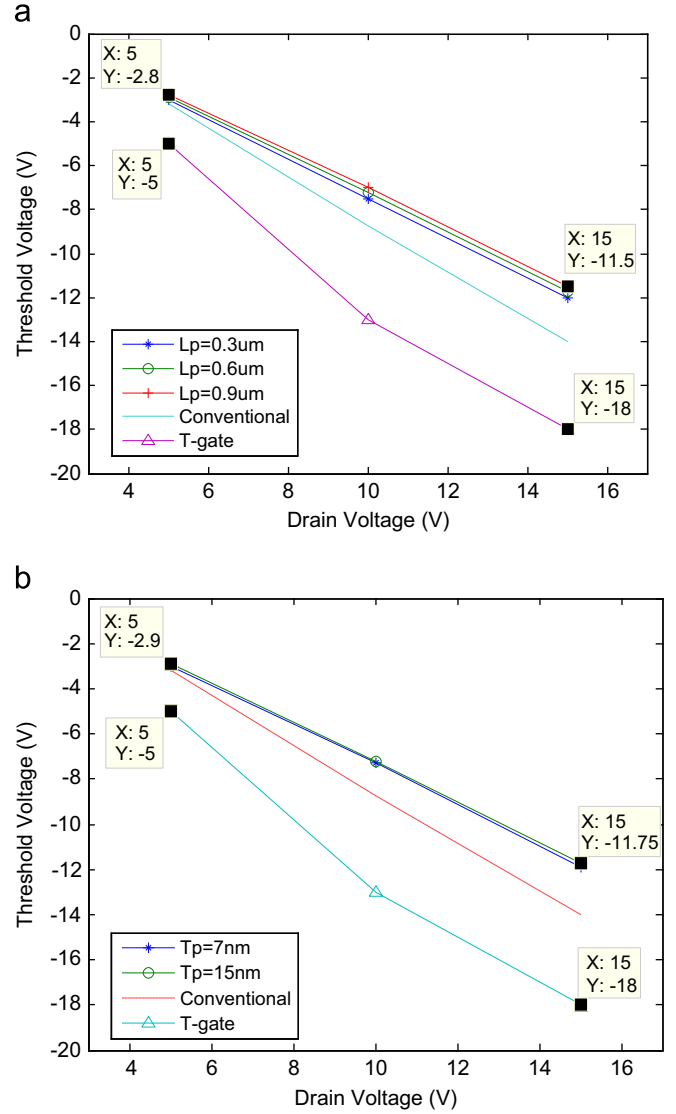 a
0
-2
-4
-6
-8
-10
-12
-14
-16
-18
-20
Threshold Voltage (V)
X: 5
Y: -2.8
X: 5
Y: -5
X: 15
Y: -11.5
X: 15
Y: -18
Lp=0.3um
Lp=0.6um
Lp=0.9um
Conventional
T-gate
4 6 8 10 12 14 16
Drain Voltage (V)
b
0
-2
-4
-6
-8
-10
-12
-14
-16
-18
-20
Threshold Voltage (V)
X: 5
Y: -2.9
X: 5
Y: -5
X: 15
Y: -11.75
X: 15
Y: -18
Tp=7nm
Tp=15nm
Conventional
T-gate
4 6 8 10 12 14 16
Drain Voltage (V)